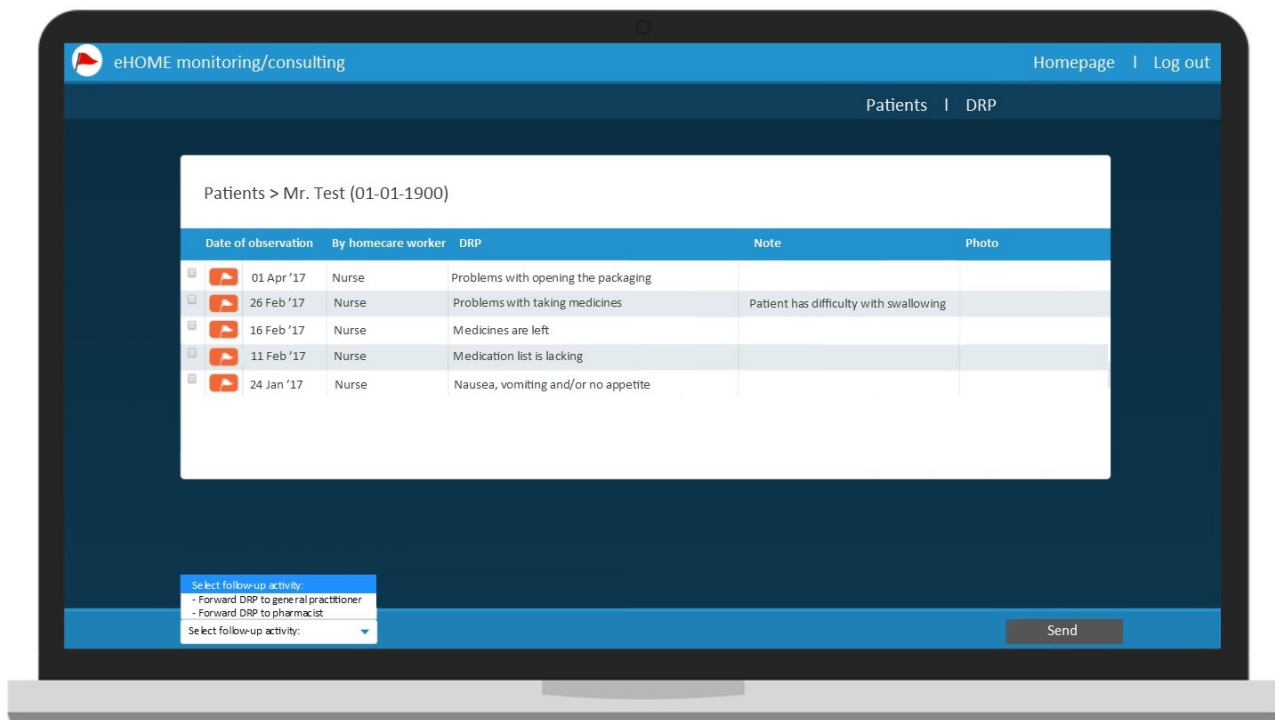 eHOME monitoring/consulting Homepage | Log out
Patients | DRP
Patients > Mr. Test (01-01-1900)
Date of observation By homecare worker DRP Note Photo
01 Apr '17 Nurse Problems with opening the packaging
26 Feb '17 Nurse Problems with taking medicines Patient has difficulty with swallowing
16 Feb '17 Nurse Medicines are left
11 Feb '17 Nurse Medication list is lacking
24 Jan '17 Nurse Nausea, vomiting and/or no appetite
Select follow-up activity:
- Forward DRP to general practitioner
- Forward DRP to pharmacist
Select follow-up activity: Send